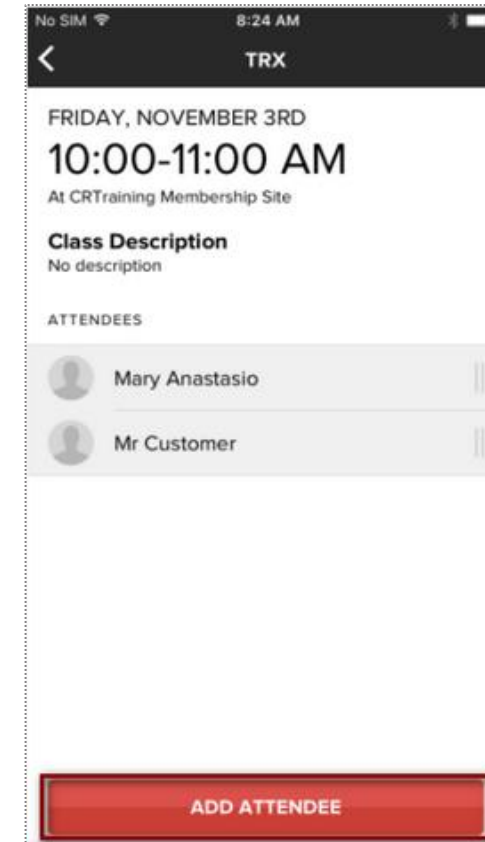 No SIM 8:24 AM
TRX
FRIDAY, NOVEMBER 3RD
10:00-11:00 AM
At CRTraining Membership Site
Class Description
No description
ATTENDEES
Mary Anastasio
Mr Customer
ADD ATTENDEE